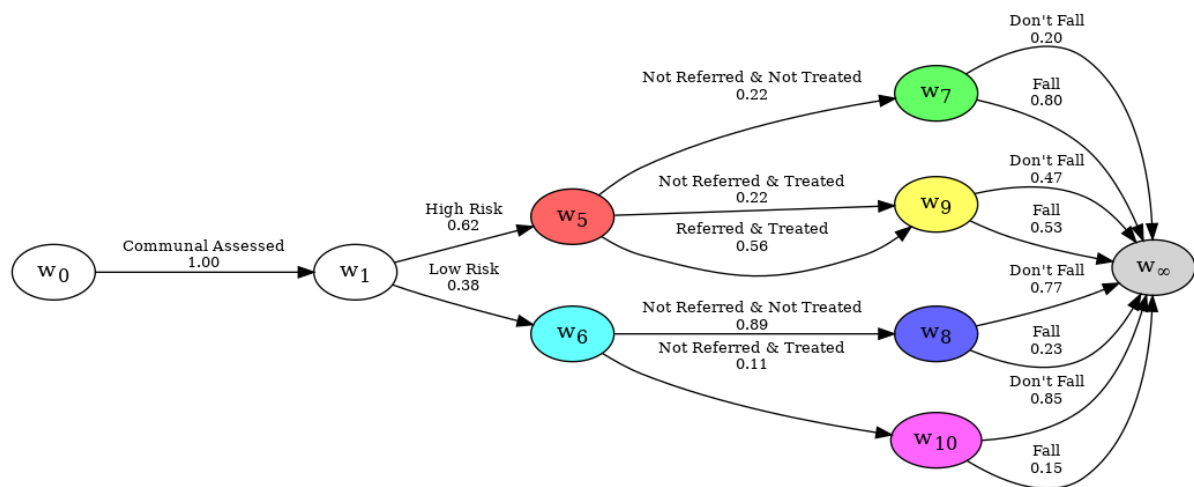 Don't Fall
0.20
Not Referred & Not Treated
0.22
w7
Fall
0.80
Don't Fall
0.47
Not Referred & Treated
0.22
w9
High Risk
0.62
w5
Fall
0.53
Referred & Treated
0.56
Communal Assessed
1.00
w0
w1
w∞
Low Risk
0.38
Don't Fall
0.77
Not Referred & Not Treated
0.89
w6
w8
Fall
0.23
Not Referred & Treated
0.11
Don't Fall
0.85
w10
Fall
0.15